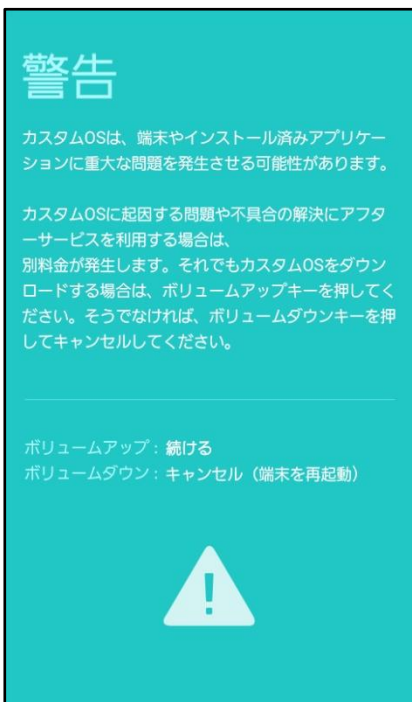 警告
カスタムOSは、端末やインストール済みアプリケー
ションに重大な問題を発生させる可能性があります。
カスタムOSに起因する問題や不具合の解決にアフタ
ーサービスを利用する場合は、
別料金が発生します。それでもカスタムOSをダウン
ロードする場合は、ボリュームアップキーを押してく
ださい。そうでなければ、ボリュームダウンキーを押
してキャンセルしてください。
ボリュームアップ : 続ける
ボリュームダウン : キャンセル（端末を再起動）